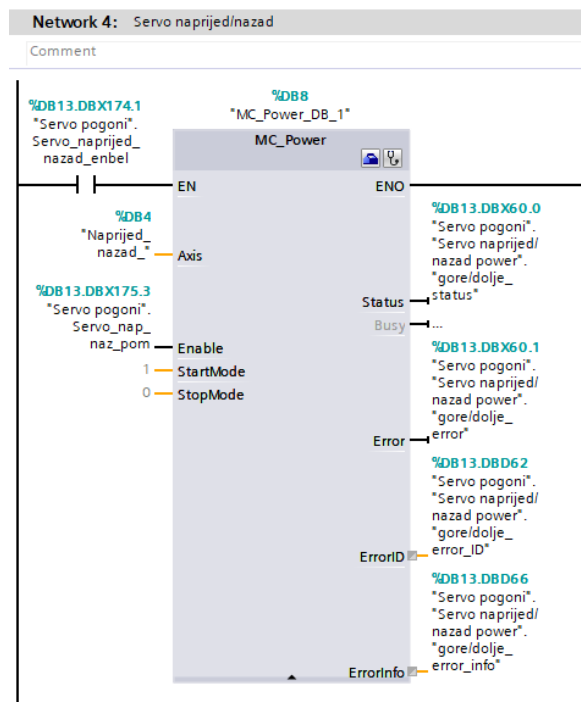 Network 4: Servo naprijed/nazad
Comment
%DB13.DBX174.1
"Servo pogoni".
Servo_naprijed_
nazad_enbel
%DB8
"MC_Power_DB_1"
MC_Power
EN
ENO
%DB4
"Naprijed_
nazad_"
Axis
%DB13.DBX175.3
"Servo pogoni".
Servo_nap_
naz_pom
Enable
1
StartMode
0
StopMode
%DB13.DBX60.0
"Servo pogoni".
"Servo naprijed/
nazad power".
"gore/dolje_
status"
Status
Busy
...
%DB13.DBX60.1
"Servo pogoni".
"Servo naprijed/
nazad power".
"gore/dolje_
error"
Error
%DB13.DBD62
"Servo pogoni".
"Servo naprijed/
nazad power".
"gore/dolje_
error_ID"
ErrorID
%DB13.DBD66
"Servo pogoni".
"Servo naprijed/
nazad power".
"gore/dolje_
error_info"
ErrorInfo